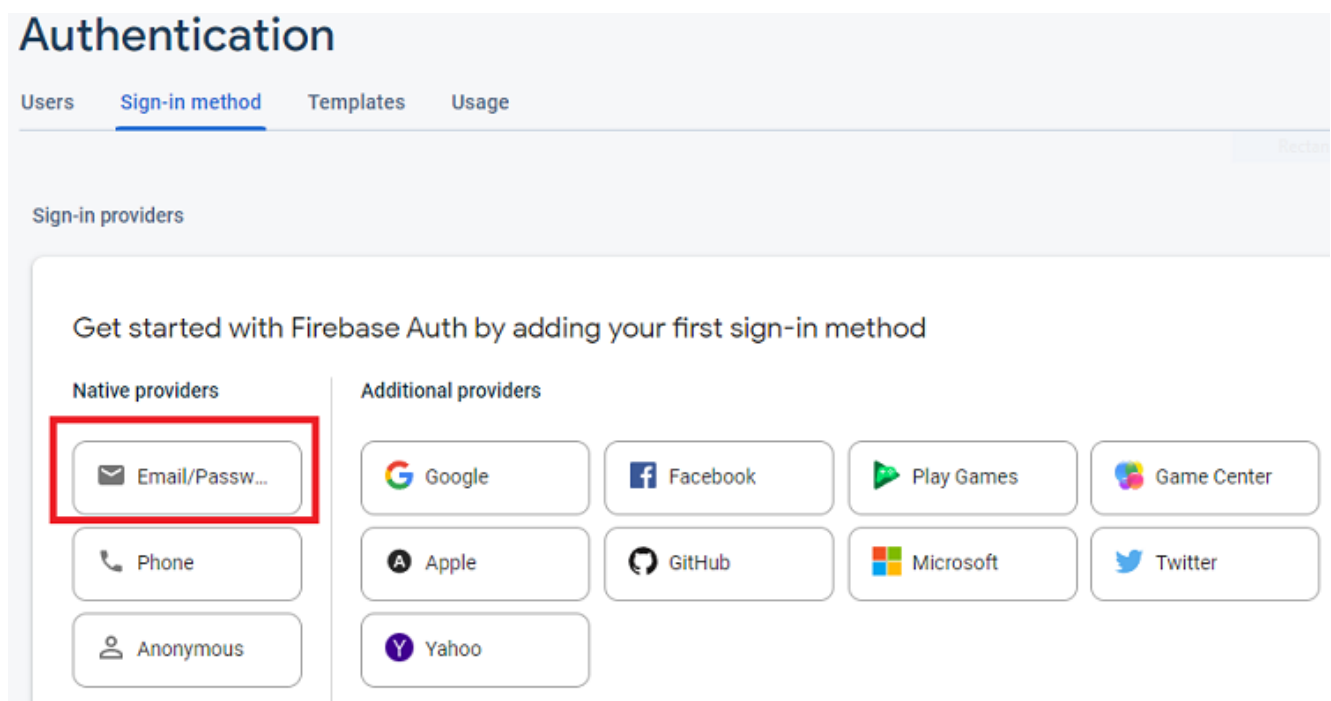 Authentication
Users Sign-in method Templates Usage
Sign-in providers
Get started with Firebase Auth by adding your first sign-in method
Native providers Additional providers
Email/Passw... Google Facebook Play Games Game Center
Phone Apple GitHub Microsoft Twitter
Anonymous Yahoo